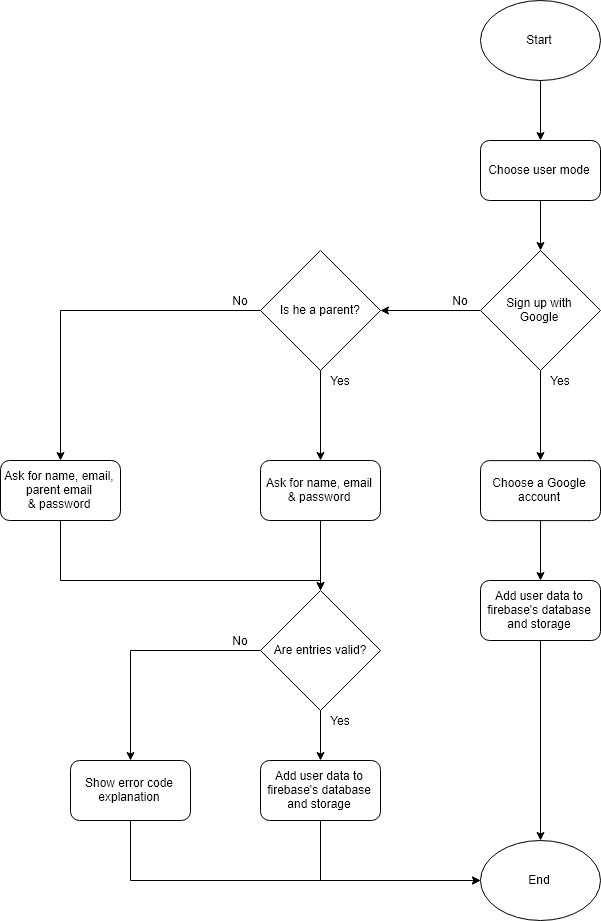 Start
Choose user mode
Sign up with
Google
No
Yes
Is he a parent?
No
Yes
Ask for name, email,
parent email
& password
Ask for name, email
& password
Choose a Google
account
Add user data to
firebase's database
and storage
Are entries valid?
No
Yes
Show error code
explanation
Add user data to
firebase's database
and storage
End